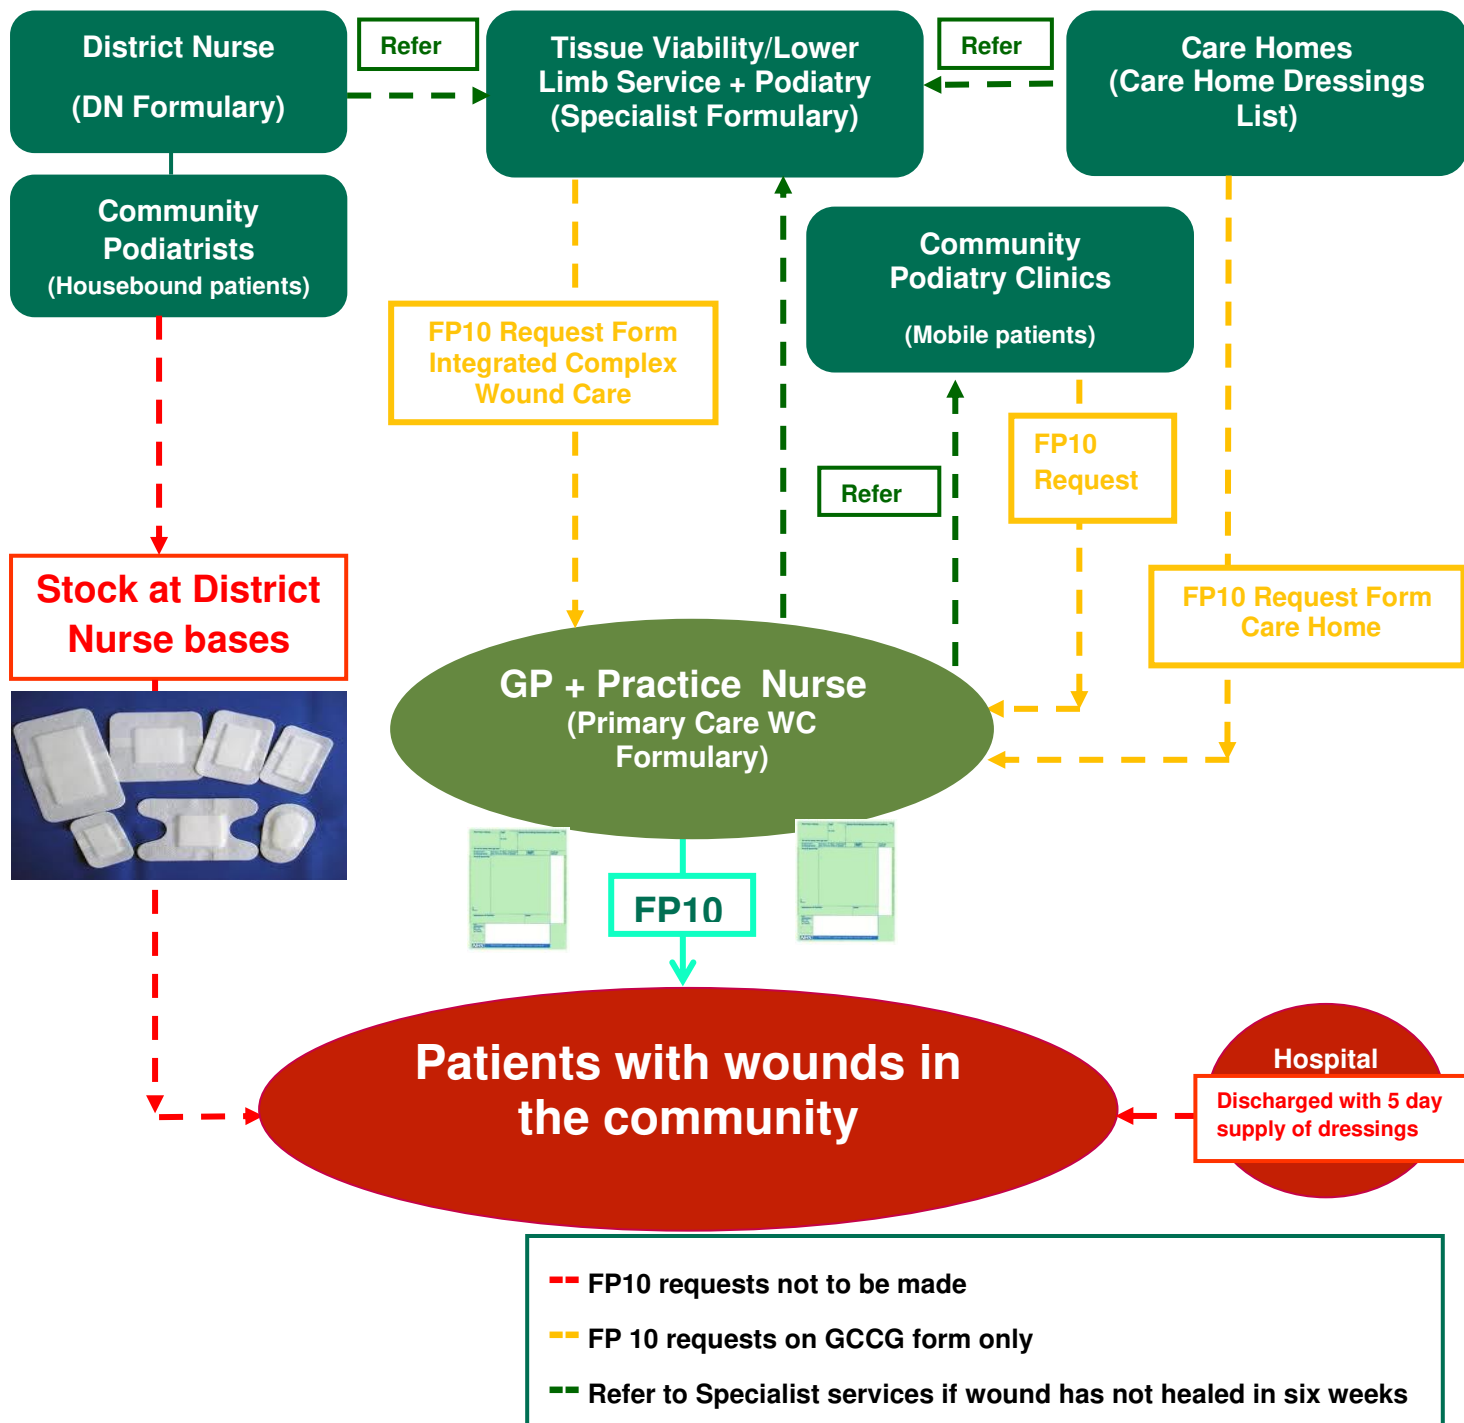 District Nurse
(DN Formulary)
Refer
Tissue Viability/Lower
Limb Service + Podiatry
(Specialist Formulary)
Refer
Care Homes
(Care Home Dressings
List)
Community
Podiatrists
(Housebound patients)
Community
Podiatry Clinics
(Mobile patients)
FP10 Request Form
Integrated Complex
Wound Care
FP10
Request
Refer
Stock at District
Nurse bases
FP10 Request Form
Care Home
GP + Practice Nurse
(Primary Care WC
Formulary)
FP10
Patients with wounds in
the community
Hospital
Discharged with 5 day
supply of dressings
FP10 requests not to be made
FP 10 requests on GCCG form only
Refer to Specialist services if wound has not healed in six weeks